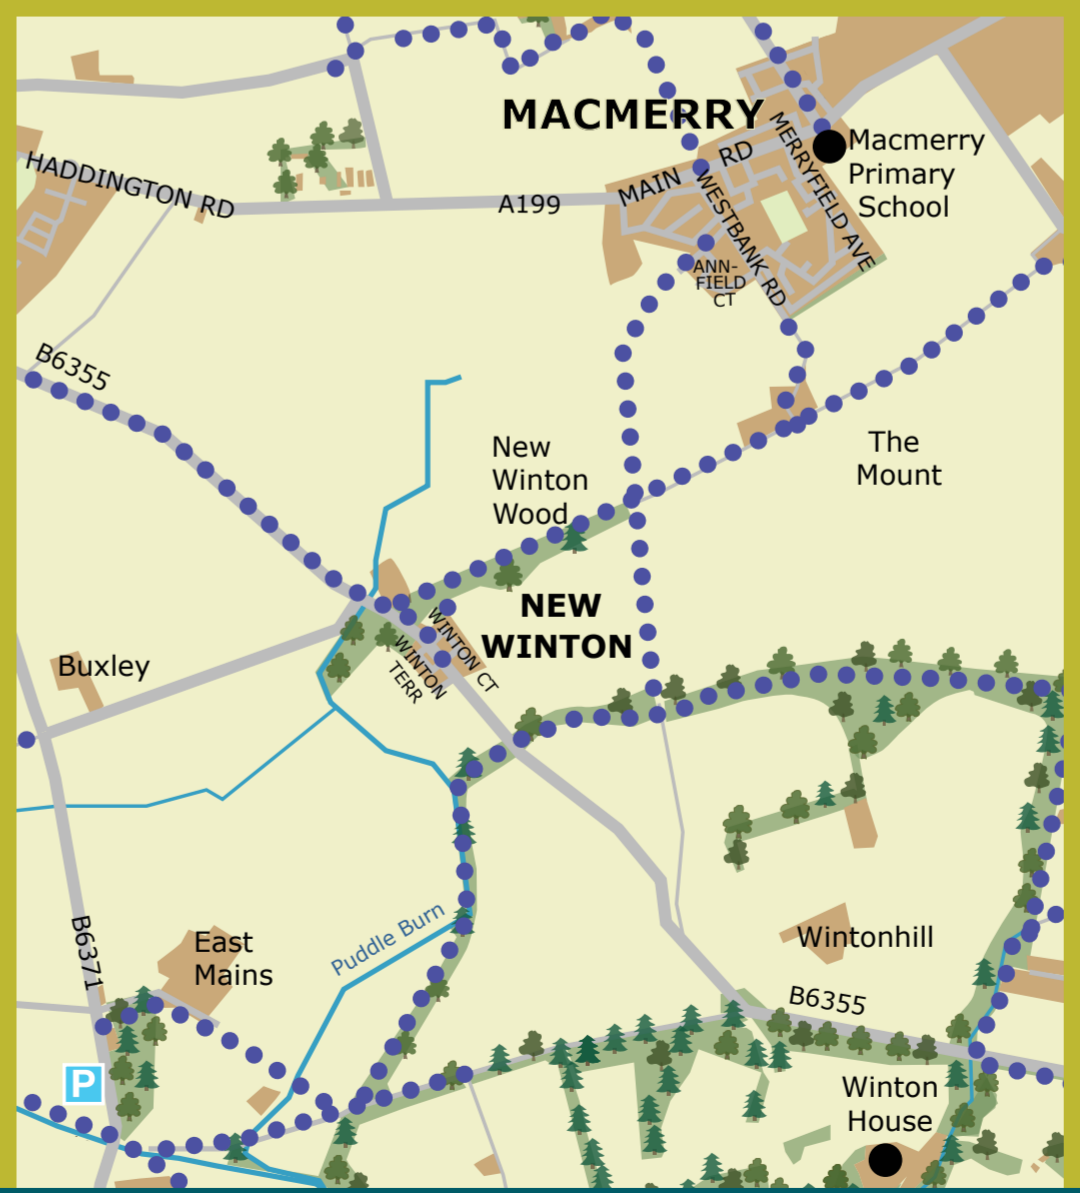 MACMERRY
Macmerry
Primary
School
HADDINGTON RD
A199
MAIN RD
MERRYFIELD AVE
WESTBANK RD
ANN-
FIELD
CT
B6355
New
Winton
Wood
The
Mount
NEW
WINTON
WINTON CT
WINTON
TERR
Buxley
B6371
East
Mains
Puddle Burn
Wintonhill
B6355
P
Winton
House